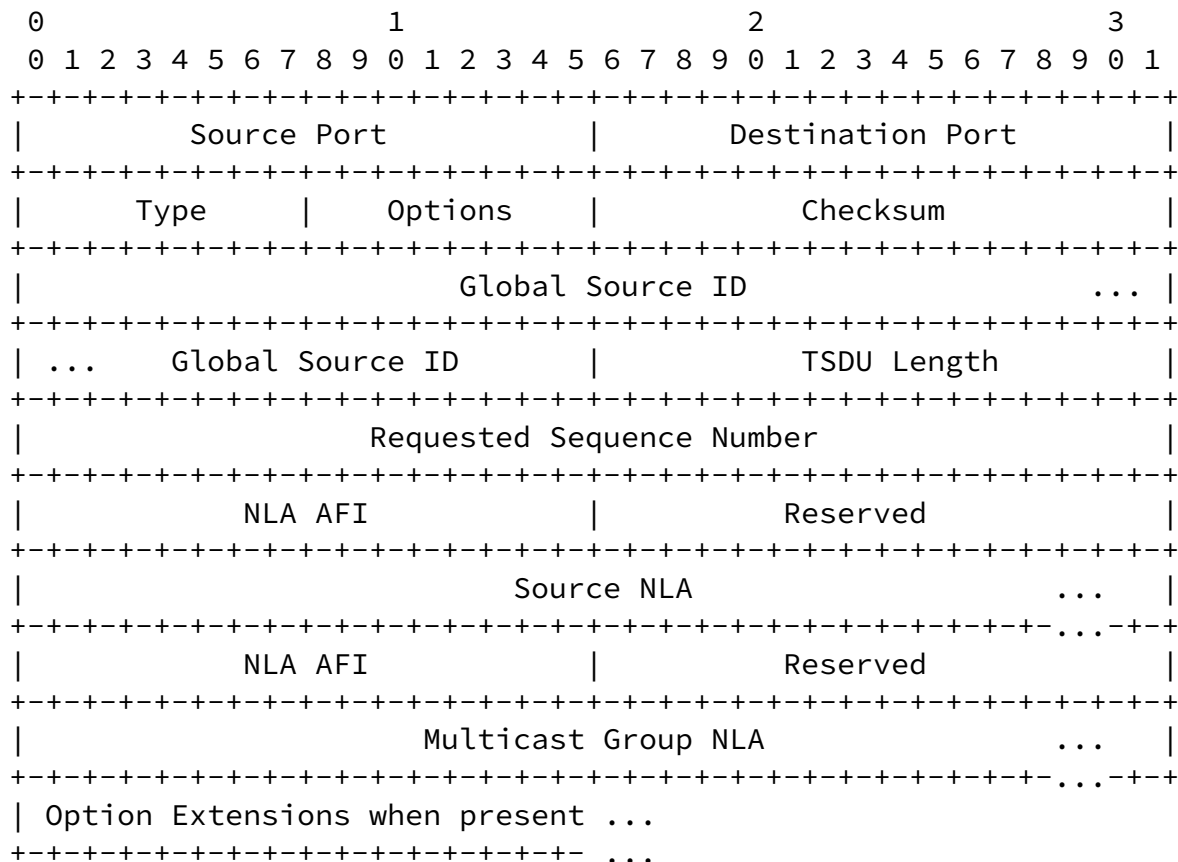 0                   1                   2                   3
 0 1 2 3 4 5 6 7 8 9 0 1 2 3 4 5 6 7 8 9 0 1 2 3 4 5 6 7 8 9 0 1
+-+-+-+-+-+-+-+-+-+-+-+-+-+-+-+-+-+-+-+-+-+-+-+-+-+-+-+-+-+-+-+-+
|         Source Port           |       Destination Port        |
+-+-+-+-+-+-+-+-+-+-+-+-+-+-+-+-+-+-+-+-+-+-+-+-+-+-+-+-+-+-+-+-+
|      Type     |    Options    |           Checksum            |
+-+-+-+-+-+-+-+-+-+-+-+-+-+-+-+-+-+-+-+-+-+-+-+-+-+-+-+-+-+-+-+-+
|                        Global Source ID                   ... |
+-+-+-+-+-+-+-+-+-+-+-+-+-+-+-+-+-+-+-+-+-+-+-+-+-+-+-+-+-+-+-+-+
| ...    Global Source ID       |           TSDU Length         |
+-+-+-+-+-+-+-+-+-+-+-+-+-+-+-+-+-+-+-+-+-+-+-+-+-+-+-+-+-+-+-+-+
|                   Requested Sequence Number                   |
+-+-+-+-+-+-+-+-+-+-+-+-+-+-+-+-+-+-+-+-+-+-+-+-+-+-+-+-+-+-+-+-+
|            NLA AFI            |          Reserved             |
+-+-+-+-+-+-+-+-+-+-+-+-+-+-+-+-+-+-+-+-+-+-+-+-+-+-+-+-+-+-+-+-+
|                           Source NLA                    ...   |
+-+-+-+-+-+-+-+-+-+-+-+-+-+-+-+-+-+-+-+-+-+-+-+-+-+-+-+-+-...-+-+
|            NLA AFI            |          Reserved             |
+-+-+-+-+-+-+-+-+-+-+-+-+-+-+-+-+-+-+-+-+-+-+-+-+-+-+-+-+-+-+-+-+
|                      Multicast Group NLA                ...   |
+-+-+-+-+-+-+-+-+-+-+-+-+-+-+-+-+-+-+-+-+-+-+-+-+-+-+-+-+-...-+-+
| Option Extensions when present ...
+-+-+-+-+-+-+-+-+-+-+-+-+-+-+-+- ...